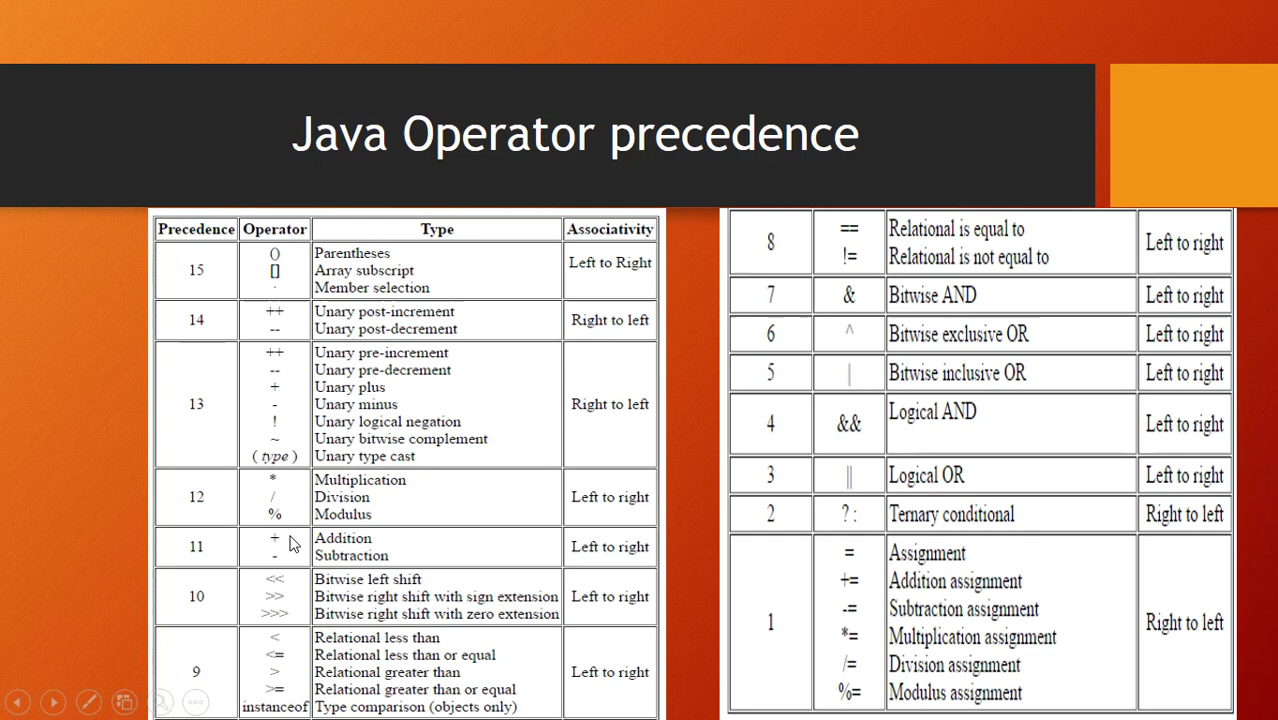 Java Operator precedence
Precedence Operator Type Associativity
15 () Parentheses Left to Right
[] Array subscript
· Member selection
14 ++ Unary post-increment Right to left
-- Unary post-decrement
13 ++ Unary pre-increment Right to left
-- Unary pre-decrement
+ Unary plus
- Unary minus
! Unary logical negation
~ Unary bitwise complement
( type ) Unary type cast
12 * Multiplication Left to right
/ Division
% Modulus
11 + Addition Left to right
- Subtraction
10 << Bitwise left shift Left to right
>> Bitwise right shift with sign extension
>>> Bitwise right shift with zero extension
9 < Relational less than Left to right
<= Relational less than or equal
> Relational greater than
>= Relational greater than or equal
instanceof Type comparison (objects only)
8 == Relational is equal to Left to right
!= Relational is not equal to
7 & Bitwise AND Left to right
6 ^ Bitwise exclusive OR Left to right
5 | Bitwise inclusive OR Left to right
4 && Logical AND Left to right
3 || Logical OR Left to right
2 ? : Ternary conditional Right to left
1 = Assignment Right to left
+= Addition assignment
-= Subtraction assignment
*= Multiplication assignment
/= Division assignment
%= Modulus assignment